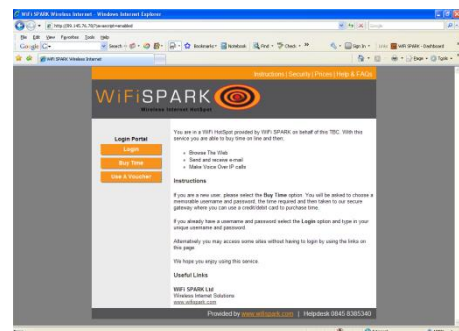 WiFi SPARK Wireless Internet - Windows Internet Explorer
File Edit View Favorites Tools Help
Google
Search
Bookmarks
Find
Check
Sign In
WiFi SPARK Wireless Internet
Page
Tools
Instructions | Security | Prices | Help & FAQs
WiFiSPARK
Wireless Internet HotSpot
Login Portal
Login
Buy Time
Use A Voucher
You are in a WiFi HotSpot provided by WiFi SPARK on behalf of this TBC. With this
service you are able to buy time on line and then:
Browse The Web
Send and receive e-mail
Make Voice Over IP calls
Instructions
If you are a new user: please select the Buy Time option. You will be asked to choose a
memorable username and password, the time required and then taken to our secure
gateway where you can use a credit/debit card to purchase time.
If you already have a username and password select the Login option and type in your
unique username and password.
Alternatively you may access some sites without having to login by using the links on
this page.
We hope you enjoy using this service.
Useful Links
WiFi SPARK Ltd
Wireless Internet Solutions
www.wifispark.com
Provided by www.wifispark.com | Helpdesk 0845 8385340